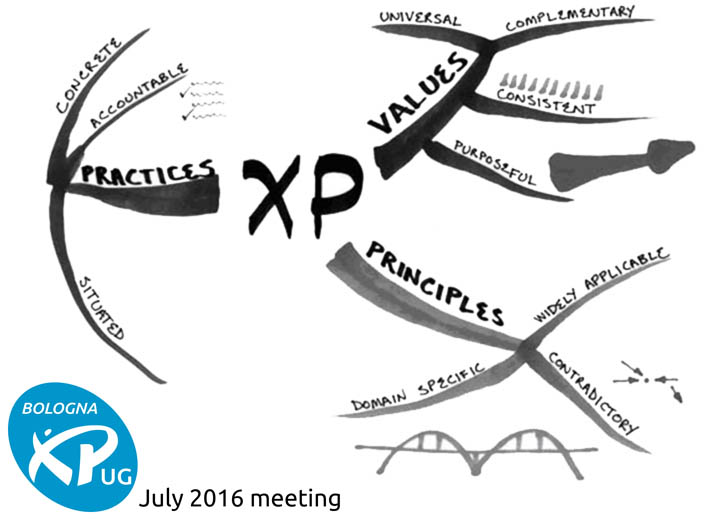 CONCRETE
ACCOUNTABLE
PRACTICES
SITUATED
XP
UNIVERSAL
COMPLEMENTARY
VALUES
CONSISTENT
PURPOSEFUL
PRINCIPLES
WIDELY APPLICABLE
DOMAIN SPECIFIC
CONTRADICTORY
BOLOGNA
XP UG
July 2016 meeting